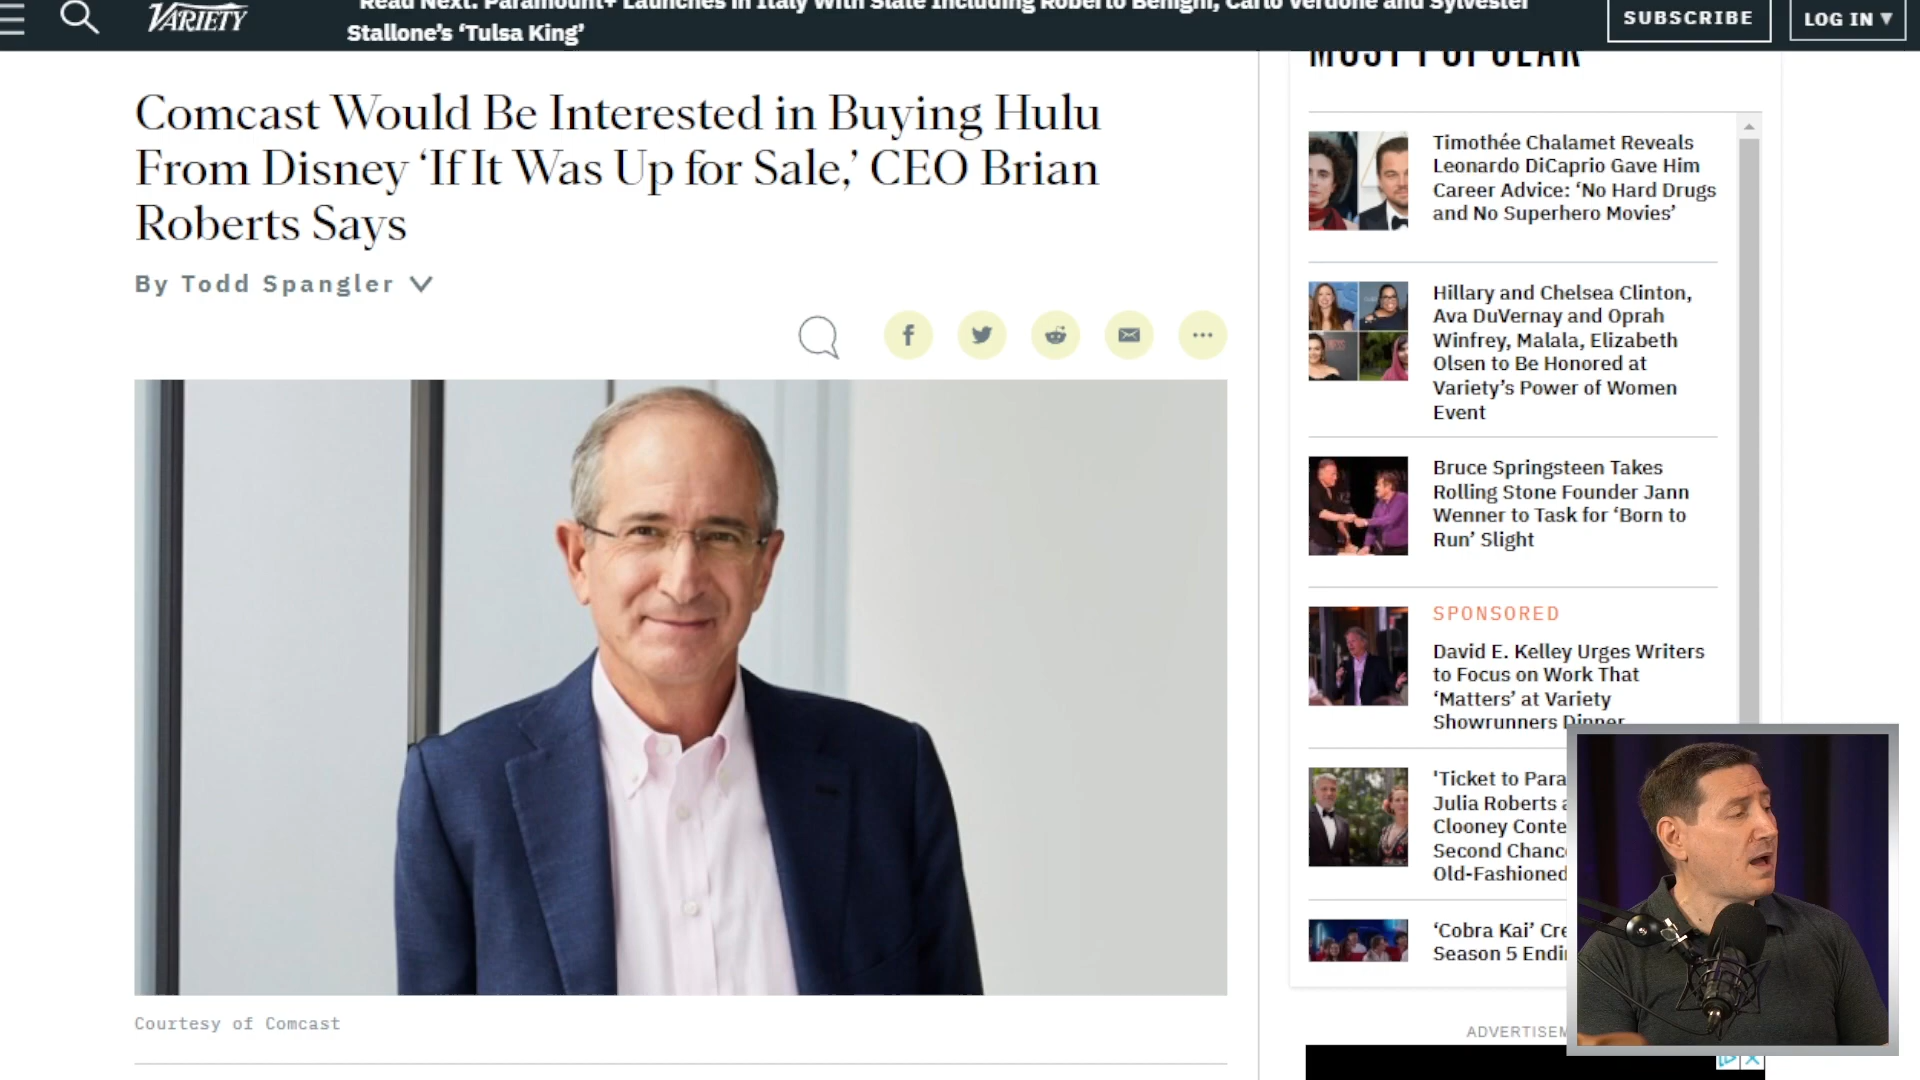 VARIETY
Read Next: Paramount+ Launches in Italy With Slate Including Roberto Benigni, Carlo Verdone and Sylvester
Stallone's 'Tulsa King'
SUBSCRIBE
LOG IN ▼
Comcast Would Be Interested in Buying Hulu
From Disney ‘If It Was Up for Sale,’ CEO Brian
Roberts Says
By Todd Spangler
Courtesy of Comcast
MOST POPULAR
Timothée Chalamet Reveals
Leonardo DiCaprio Gave Him
Career Advice: ‘No Hard Drugs
and No Superhero Movies’
Hillary and Chelsea Clinton,
Ava DuVernay and Oprah
Winfrey, Malala, Elizabeth
Olsen to Be Honored at
Variety’s Power of Women
Event
Bruce Springsteen Takes
Rolling Stone Founder Jann
Wenner to Task for ‘Born to
Run’ Slight
SPONSORED
David E. Kelley Urges Writers
to Focus on Work That
‘Matters’ at Variety
Showrunners Dinner
'Ticket to Para
Julia Roberts a
Clooney Conte
Second Chanc
Old-Fashioned
‘Cobra Kai’ Cre
Season 5 Endi
ADVERTISEM